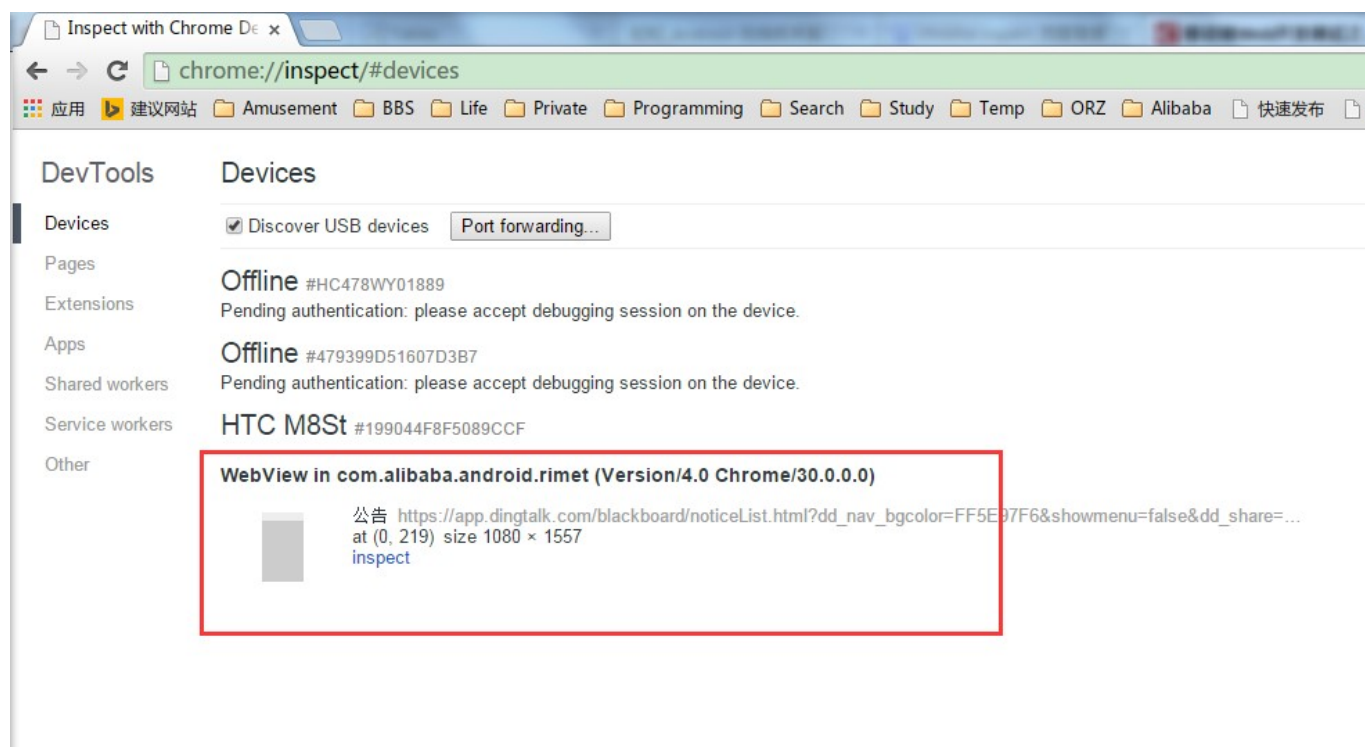 Inspect with Chrome De
chrome://inspect/#devices
应用 建议网站 Amusement BBS Life Private Programming Search Study Temp ORZ Alibaba 快速发布
DevTools
Devices
Pages
Extensions
Apps
Shared workers
Service workers
Other
Devices
Discover USB devices Port forwarding...
Offline #HC478WY01889
Pending authentication: please accept debugging session on the device.
Offline #479399D51607D3B7
Pending authentication: please accept debugging session on the device.
HTC M8St #199044F8F5089CCF
WebView in com.alibaba.android.rimet (Version/4.0 Chrome/30.0.0.0)
公告 https://app.dingtalk.com/blackboard/noticeList.html?dd_nav_bgcolor=FF5E97F6&showmenu=false&dd_share=...
at (0, 219) size 1080 × 1557
inspect